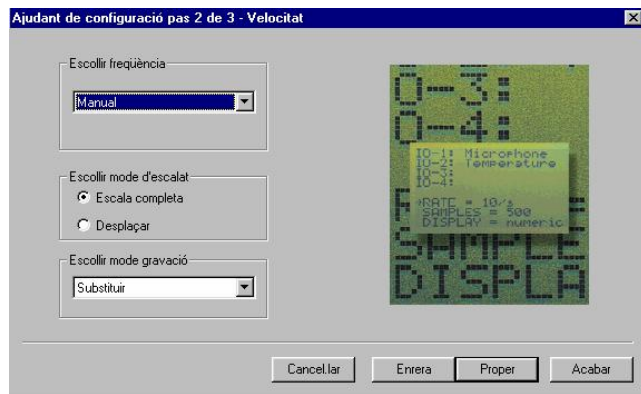 Ajudant de configuració pas 2 de 3 - Velocitat
Escollir freqüència
Manual
Escollir mode d'escalat
Escala completa
Desplaçar
Escollir mode gravació
Substituir
O-3:
O-4:
IO-1: Microphone
IO-2: Temperature
IO-3:
IO-4:
*RATE = 10/s
SAMPLES = 500
DISPLAY = numeric
SAMPLE
DISPLA
Cancel.lar
Enrera
Proper
Acabar